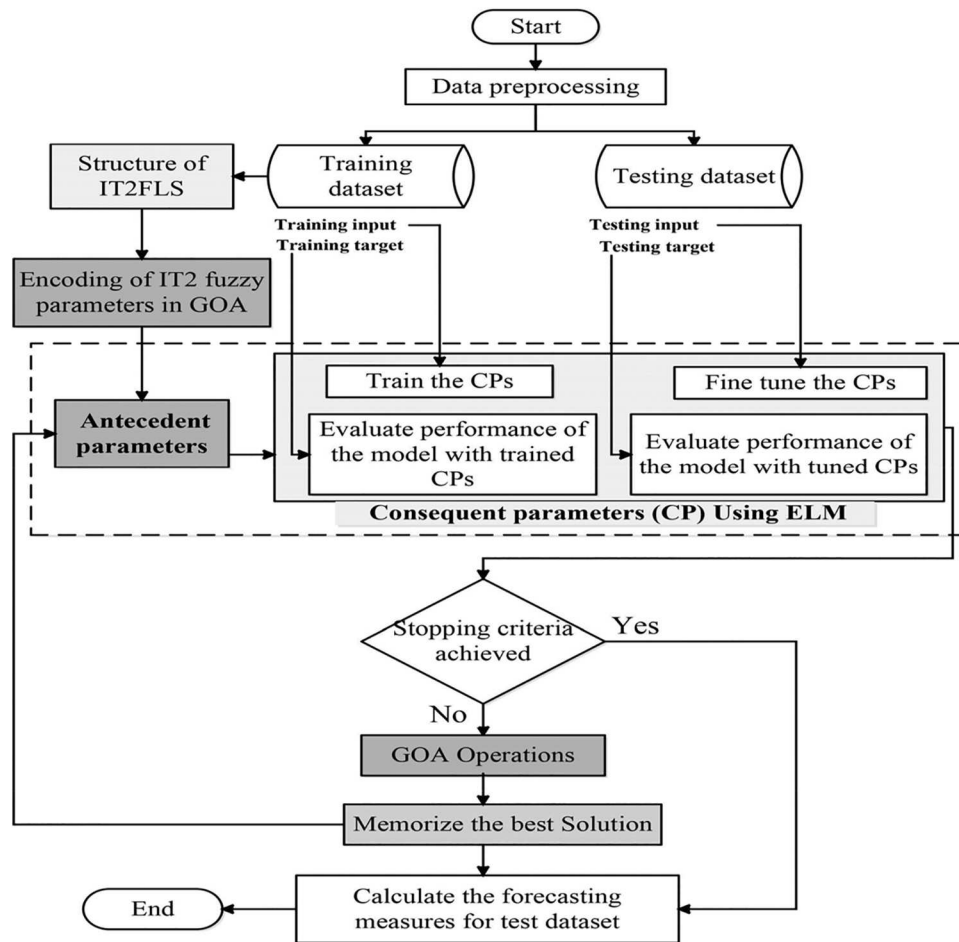 Start
Data preprocessing
Structure of
IT2FLS
Training
dataset
Testing dataset
Training input
Training target
Testing input
Testing target
Encoding of IT2 fuzzy
parameters in GOA
Antecedent
parameters
Train the CPs
Evaluate performance of
the model with trained
CPs
Fine tune the CPs
Evaluate performance of
the model with tuned CPs
Consequent parameters (CP) Using ELM
Stopping criteria
achieved
Yes
No
GOA Operations
Memorize the best Solution
Calculate the forecasting
measures for test dataset
End